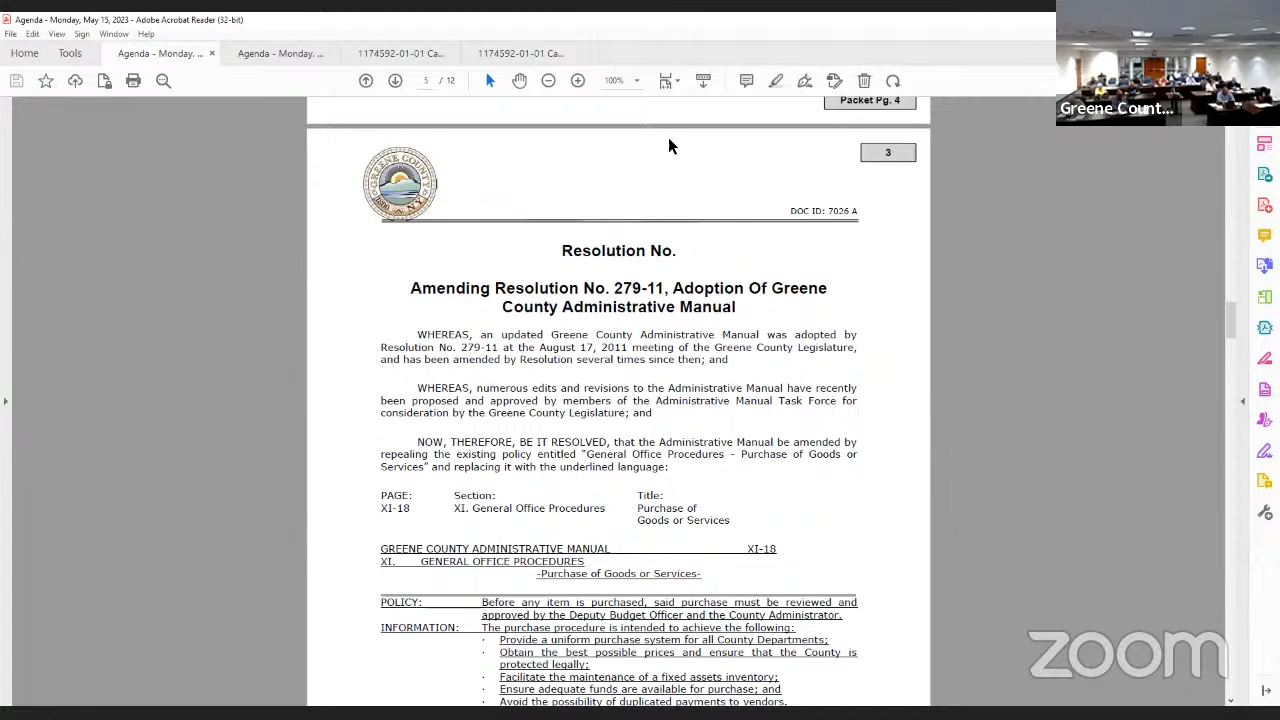 Agenda - Monday, May 15, 2023 - Adobe Acrobat Reader (32-bit)
File Edit View Sign Window Help
Home Tools Agenda - Monday, ... × Agenda - Monday, ... 1174592-01-01 Ca... 1174592-01-01 Ca...
5 / 12 100%
Greene Count...
Packet Pg. 4
3
GREENE COUNTY
1800 NY
DOC ID: 7026 A
Resolution No.
Amending Resolution No. 279-11, Adoption Of Greene
County Administrative Manual
WHEREAS, an updated Greene County Administrative Manual was adopted by
Resolution No. 279-11 at the August 17, 2011 meeting of the Greene County Legislature,
and has been amended by Resolution several times since then; and
WHEREAS, numerous edits and revisions to the Administrative Manual have recently
been proposed and approved by members of the Administrative Manual Task Force for
consideration by the Greene County Legislature; and
NOW, THEREFORE, BE IT RESOLVED, that the Administrative Manual be amended by
repealing the existing policy entitled “General Office Procedures - Purchase of Goods or
Services” and replacing it with the underlined language:
PAGE: Section: Title:
XI-18 XI. General Office Procedures Purchase of
Goods or Services
GREENE COUNTY ADMINISTRATIVE MANUAL XI-18
XI. GENERAL OFFICE PROCEDURES
-Purchase of Goods or Services-
POLICY: Before any item is purchased, said purchase must be reviewed and
approved by the Deputy Budget Officer and the County Administrator.
INFORMATION: The purchase procedure is intended to achieve the following:
· Provide a uniform purchase system for all County Departments;
· Obtain the best possible prices and ensure that the County is
protected legally;
· Facilitate the maintenance of a fixed assets inventory;
· Ensure adequate funds are available for purchase; and
· Avoid the possibility of duplicated payments to vendors.
zoom